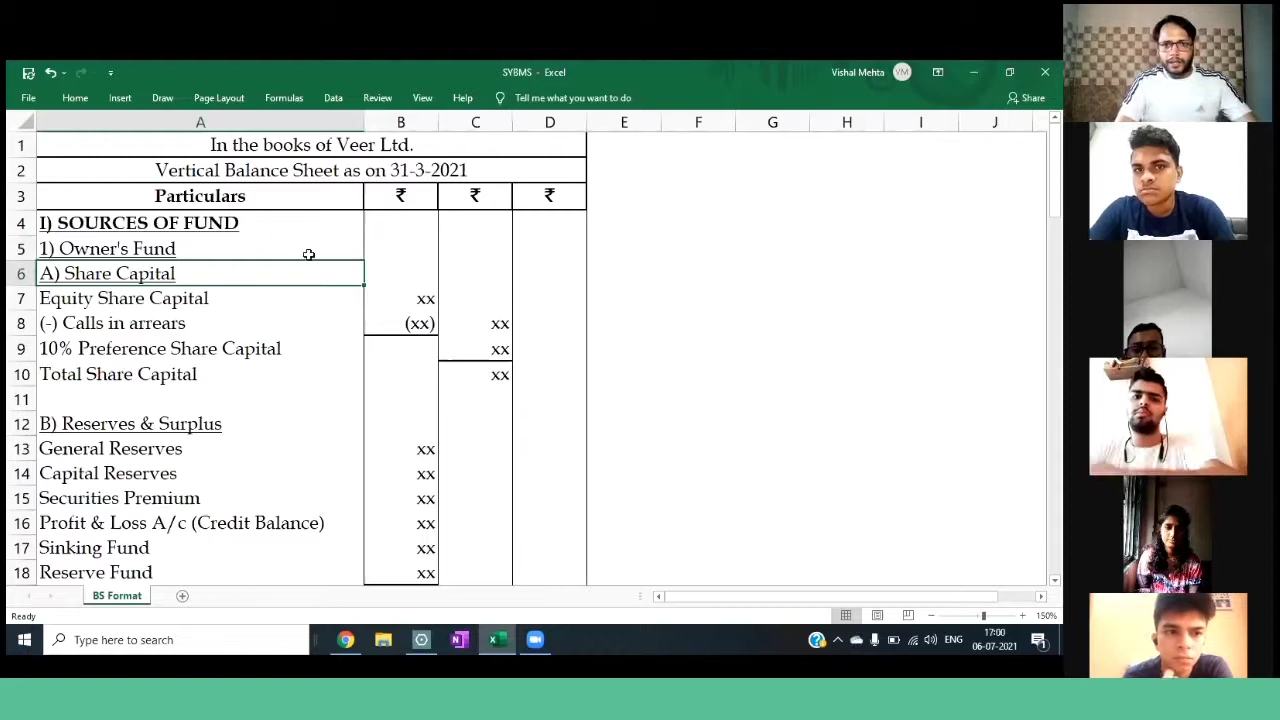 SYBMS - Excel
Vishal Mehta VM
File Home Insert Draw Page Layout Formulas Data Review View Help Tell me what you want to do Share
A B C D E F G H I J
1 In the books of Veer Ltd.
2 Vertical Balance Sheet as on 31-3-2021
3 Particulars ₹ ₹ ₹
4 I) SOURCES OF FUND
5 1) Owner's Fund
6 A) Share Capital
7 Equity Share Capital xx
8 (-) Calls in arrears (xx) xx
9 10% Preference Share Capital xx
10 Total Share Capital xx
11
12 B) Reserves & Surplus
13 General Reserves xx
14 Capital Reserves xx
15 Securities Premium xx
16 Profit & Loss A/c (Credit Balance) xx
17 Sinking Fund xx
18 Reserve Fund xx
BS Format
Ready 150%
Type here to search ENG 17:00
06-07-2021 1